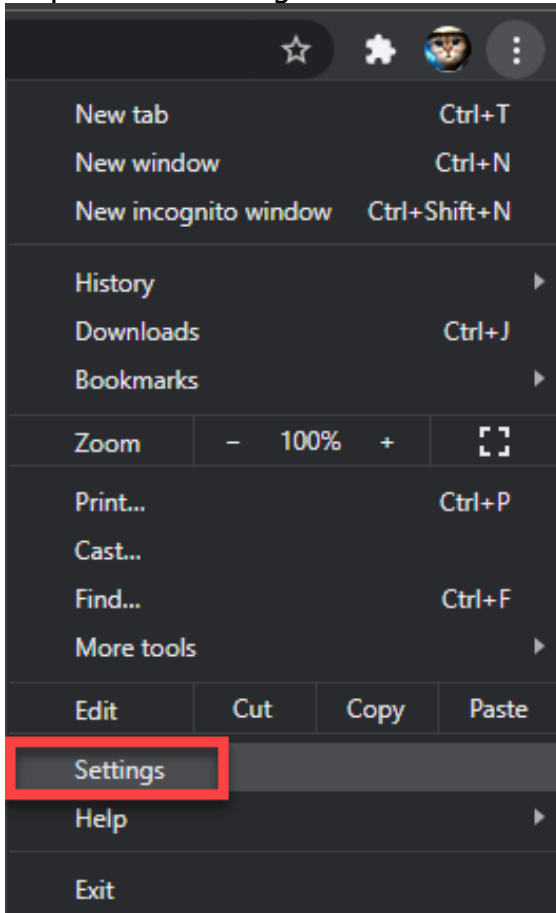 New tab Ctrl+T
New window Ctrl+N
New incognito window Ctrl+Shift+N
History
Downloads Ctrl+J
Bookmarks
Zoom – 100% +
Print... Ctrl+P
Cast...
Find... Ctrl+F
More tools
Edit Cut Copy Paste
Settings
Help
Exit